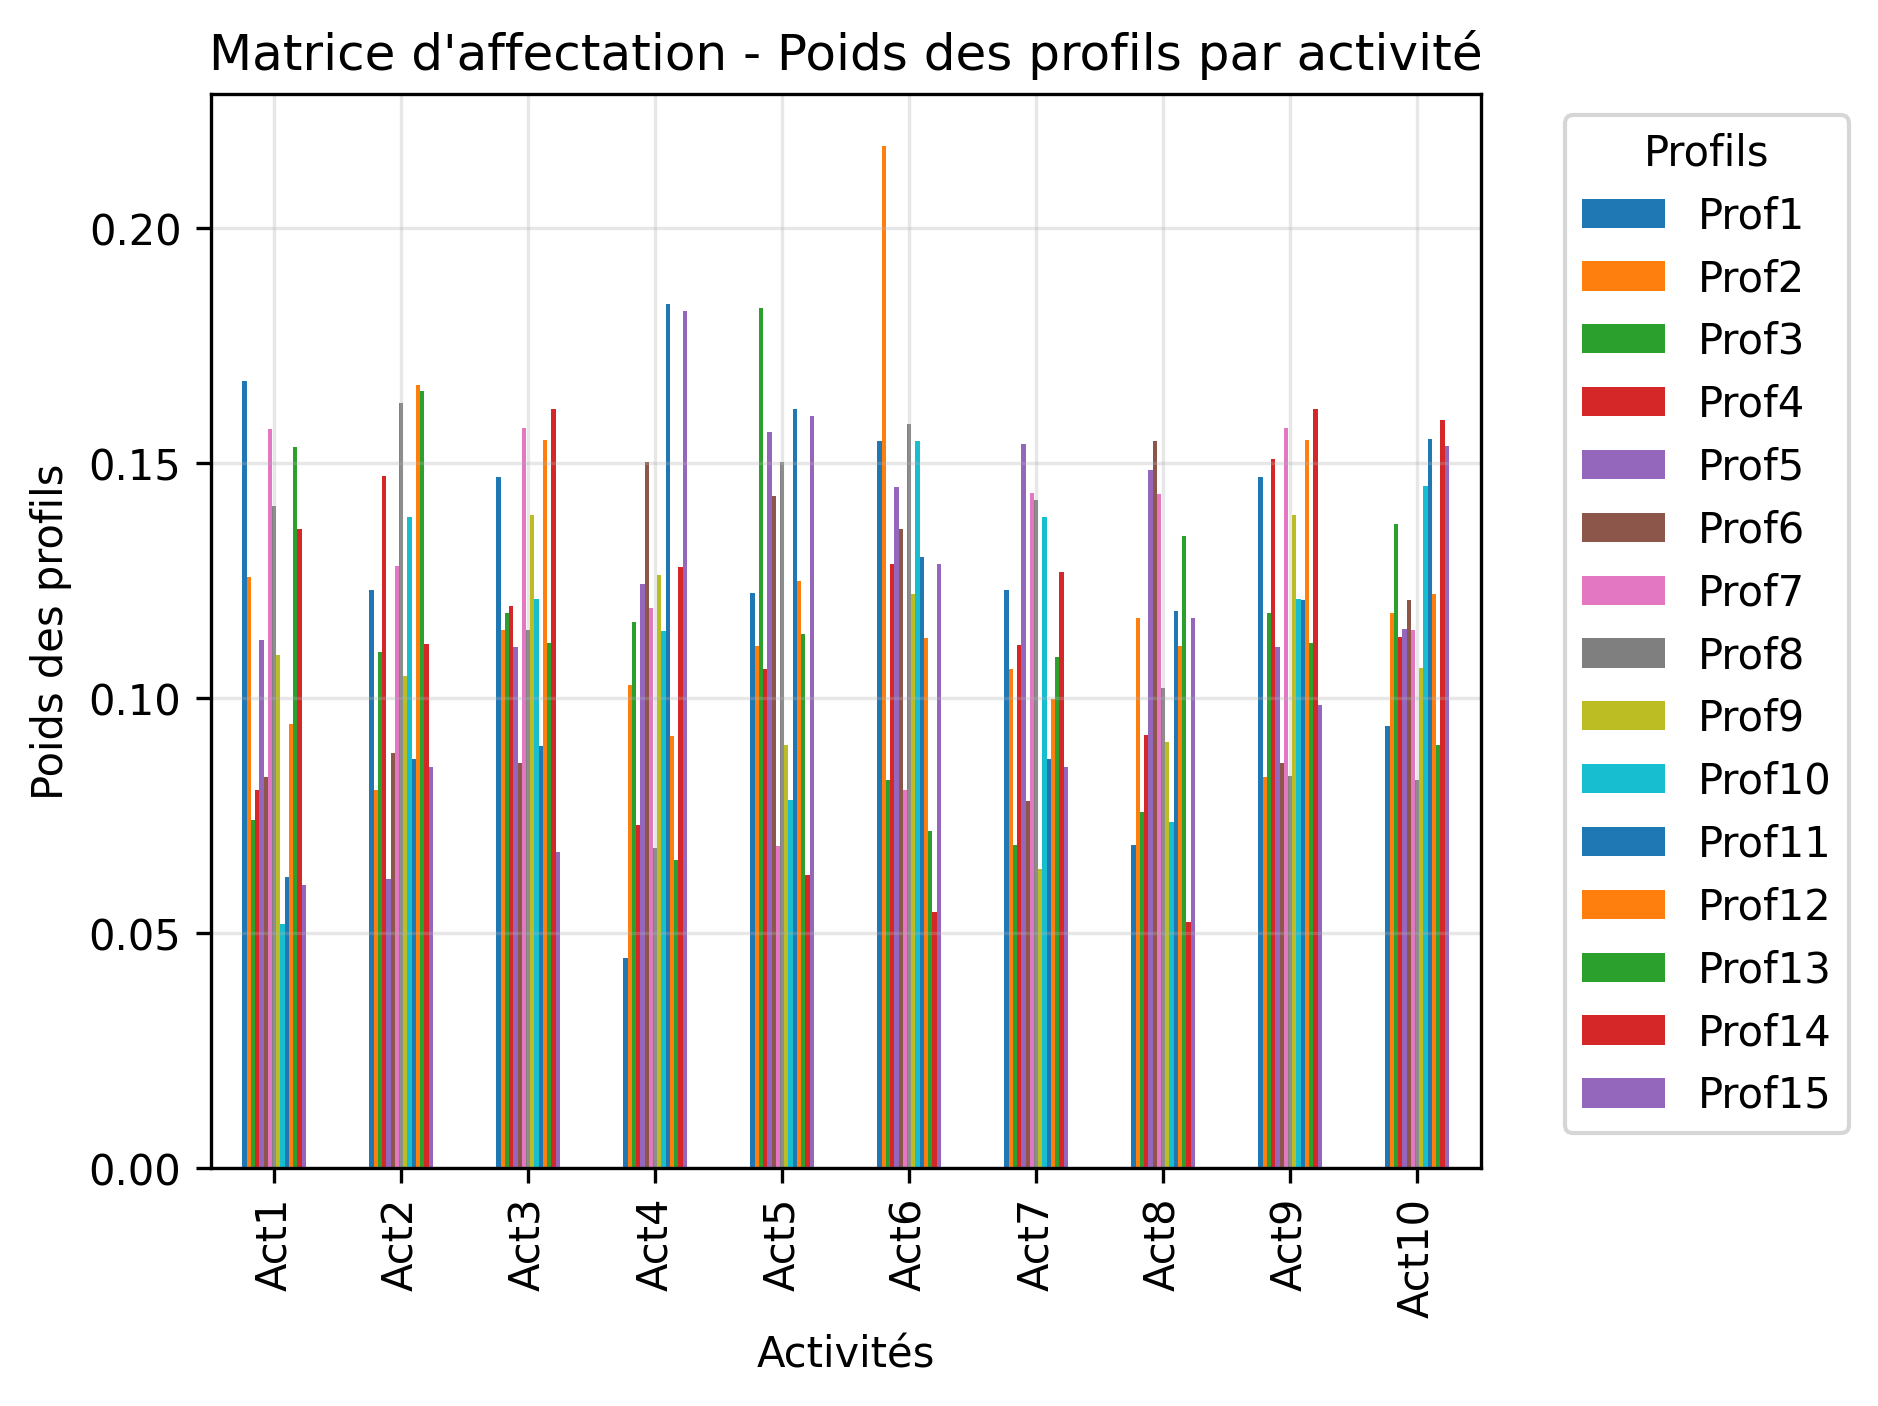 Matrice d'affectation - Poids des profils par activité
Poids des profils
0.20
0.15
0.10
0.05
0.00
Act1
Act2
Act3
Act4
Act5
Act6
Act7
Act8
Act9
Act10
Activités
Profils
Prof1
Prof2
Prof3
Prof4
Prof5
Prof6
Prof7
Prof8
Prof9
Prof10
Prof11
Prof12
Prof13
Prof14
Prof15